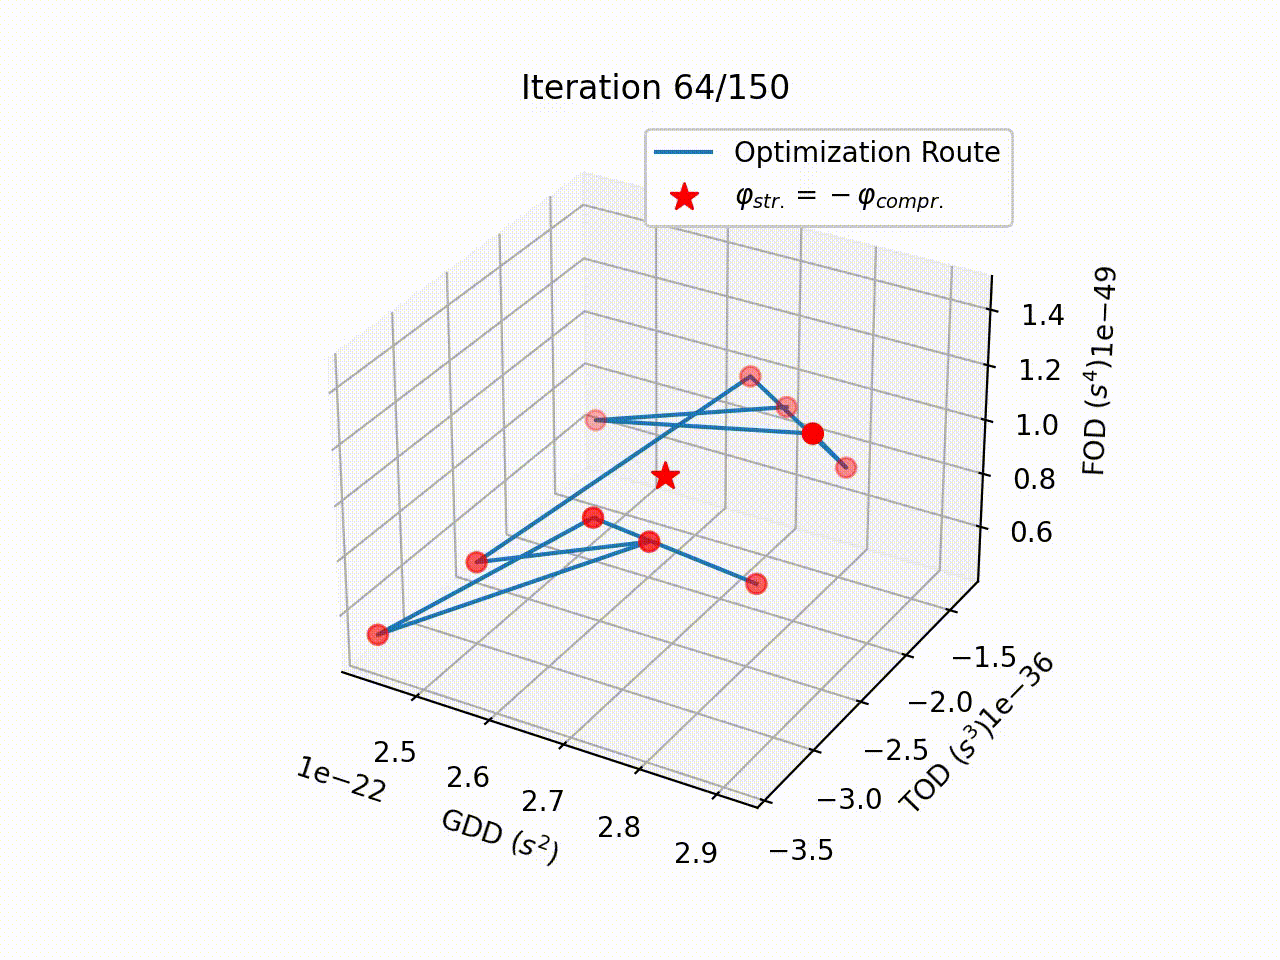 Iteration 64/150
Optimization Route
φstr. = −φcompr.
FOD (s⁴)1e−49
1.4
1.2
1.0
0.8
0.6
−1.5
−2.0
−2.5
−3.0
−3.5
TOD (s³)1e−36
2.5
2.6
2.7
2.8
2.9
1e−22
GDD (s²)